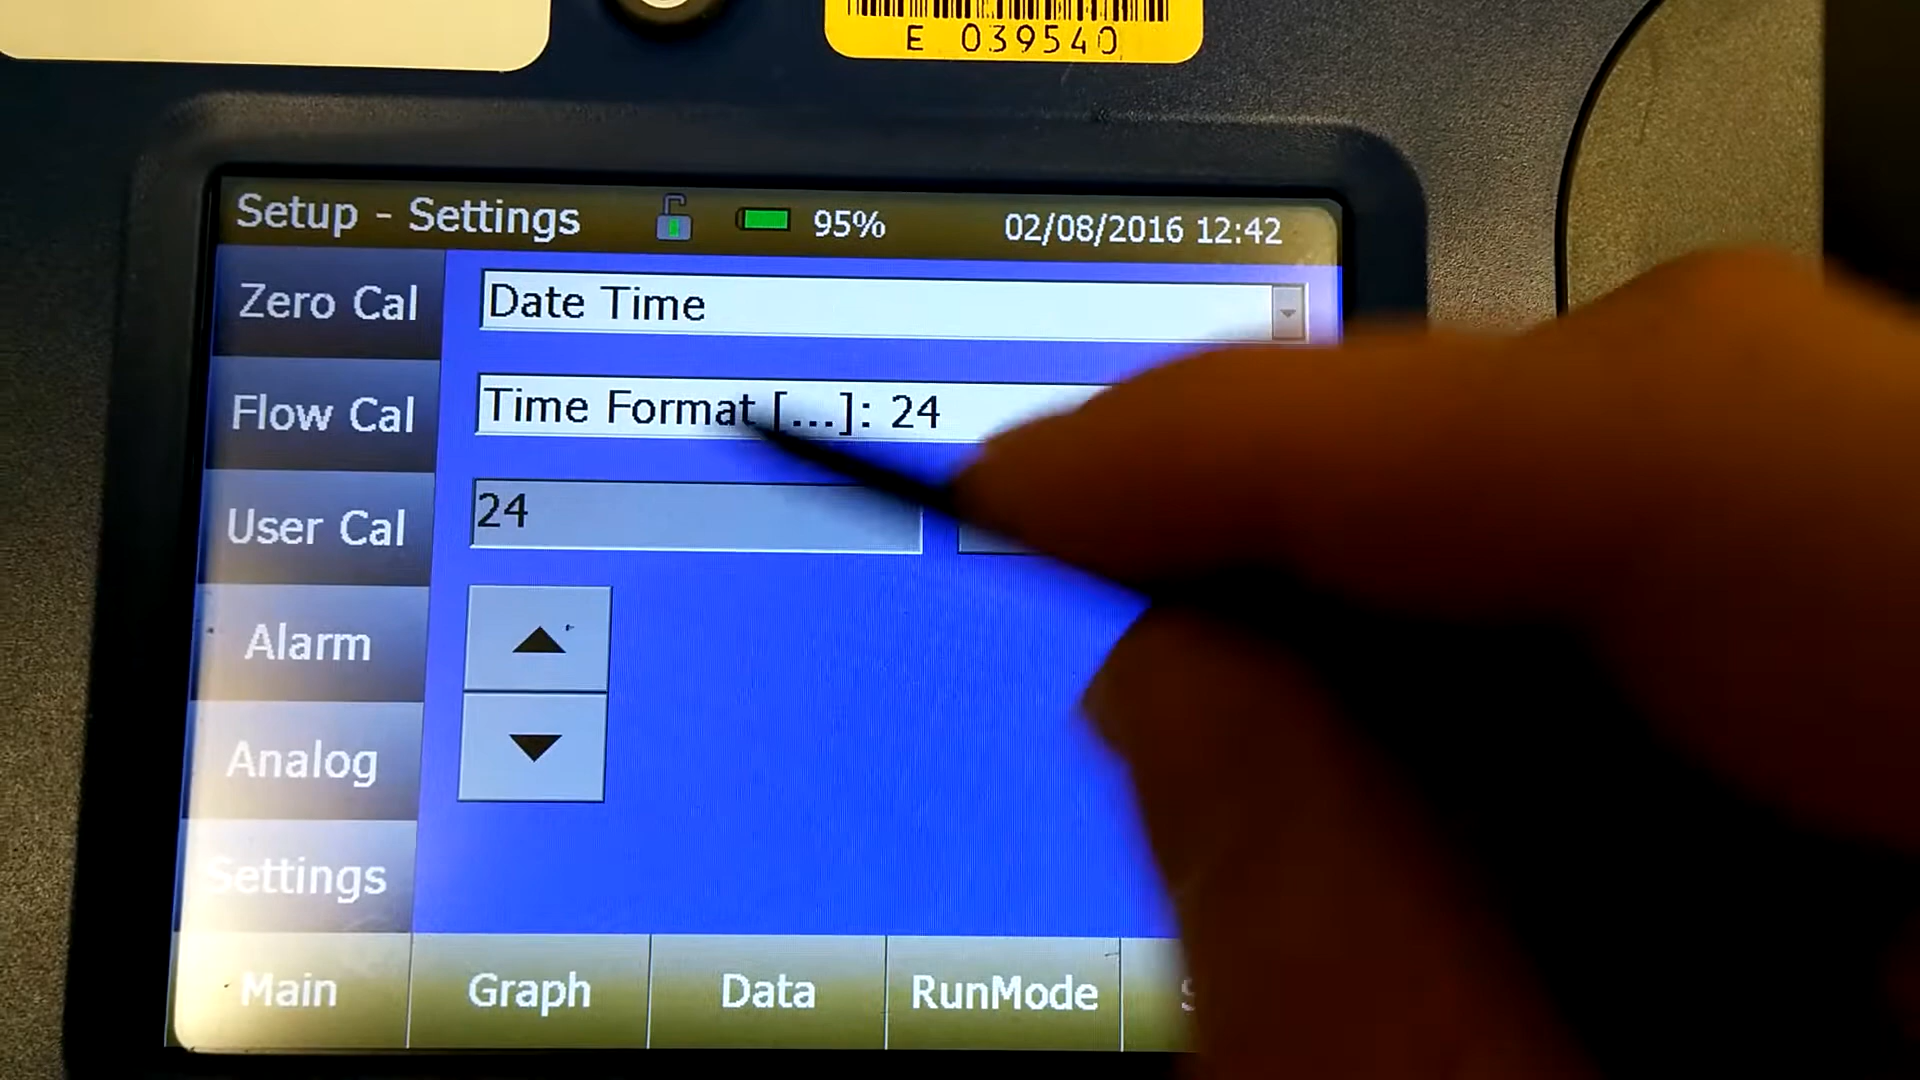 E 039540
Setup - Settings 95% 02/08/2016 12:42
Zero Cal
Date Time
Flow Cal
Time Format [...]: 24
User Cal
24
Alarm
Analog
Settings
Main Graph Data RunMode